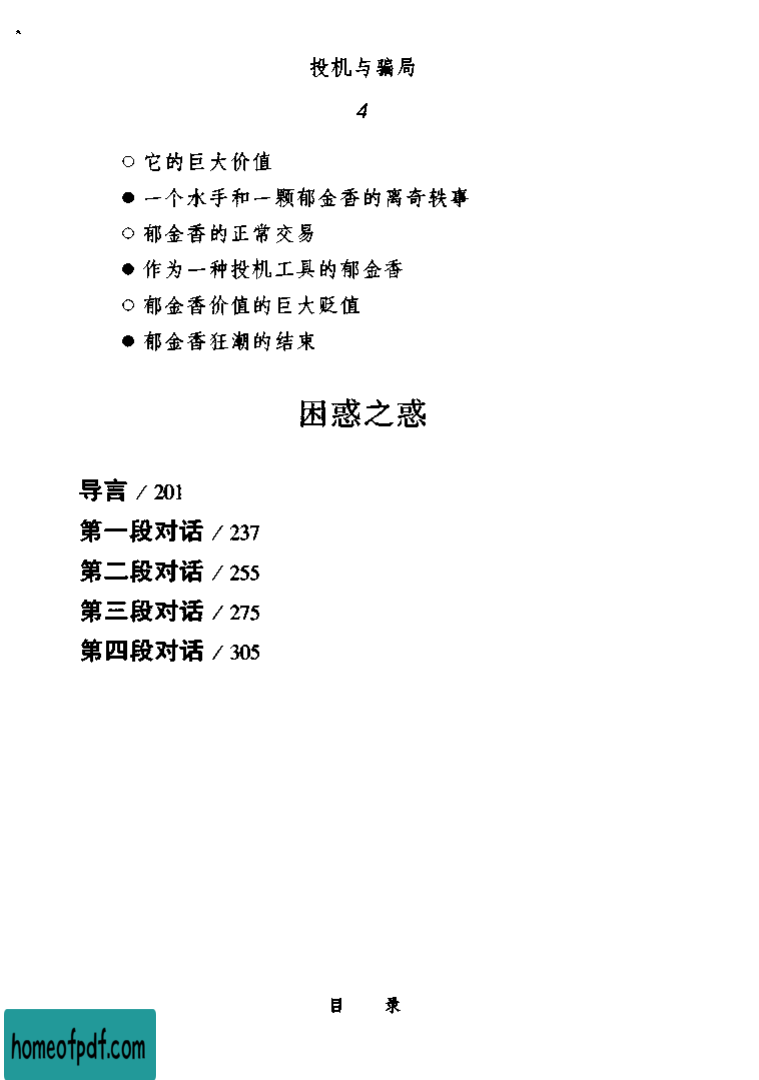 投机与骗局
4
○ 它的巨大价值
● 一个水手和一颗郁金香的离奇轶事
○ 郁金香的正常交易
● 作为一种投机工具的郁金香
○ 郁金香价值的巨大贬值
● 郁金香狂潮的结束
困惑之惑
导言 / 201
第一段对话 / 237
第二段对话 / 255
第三段对话 / 275
第四段对话 / 305
目 录
homeofpdf.com